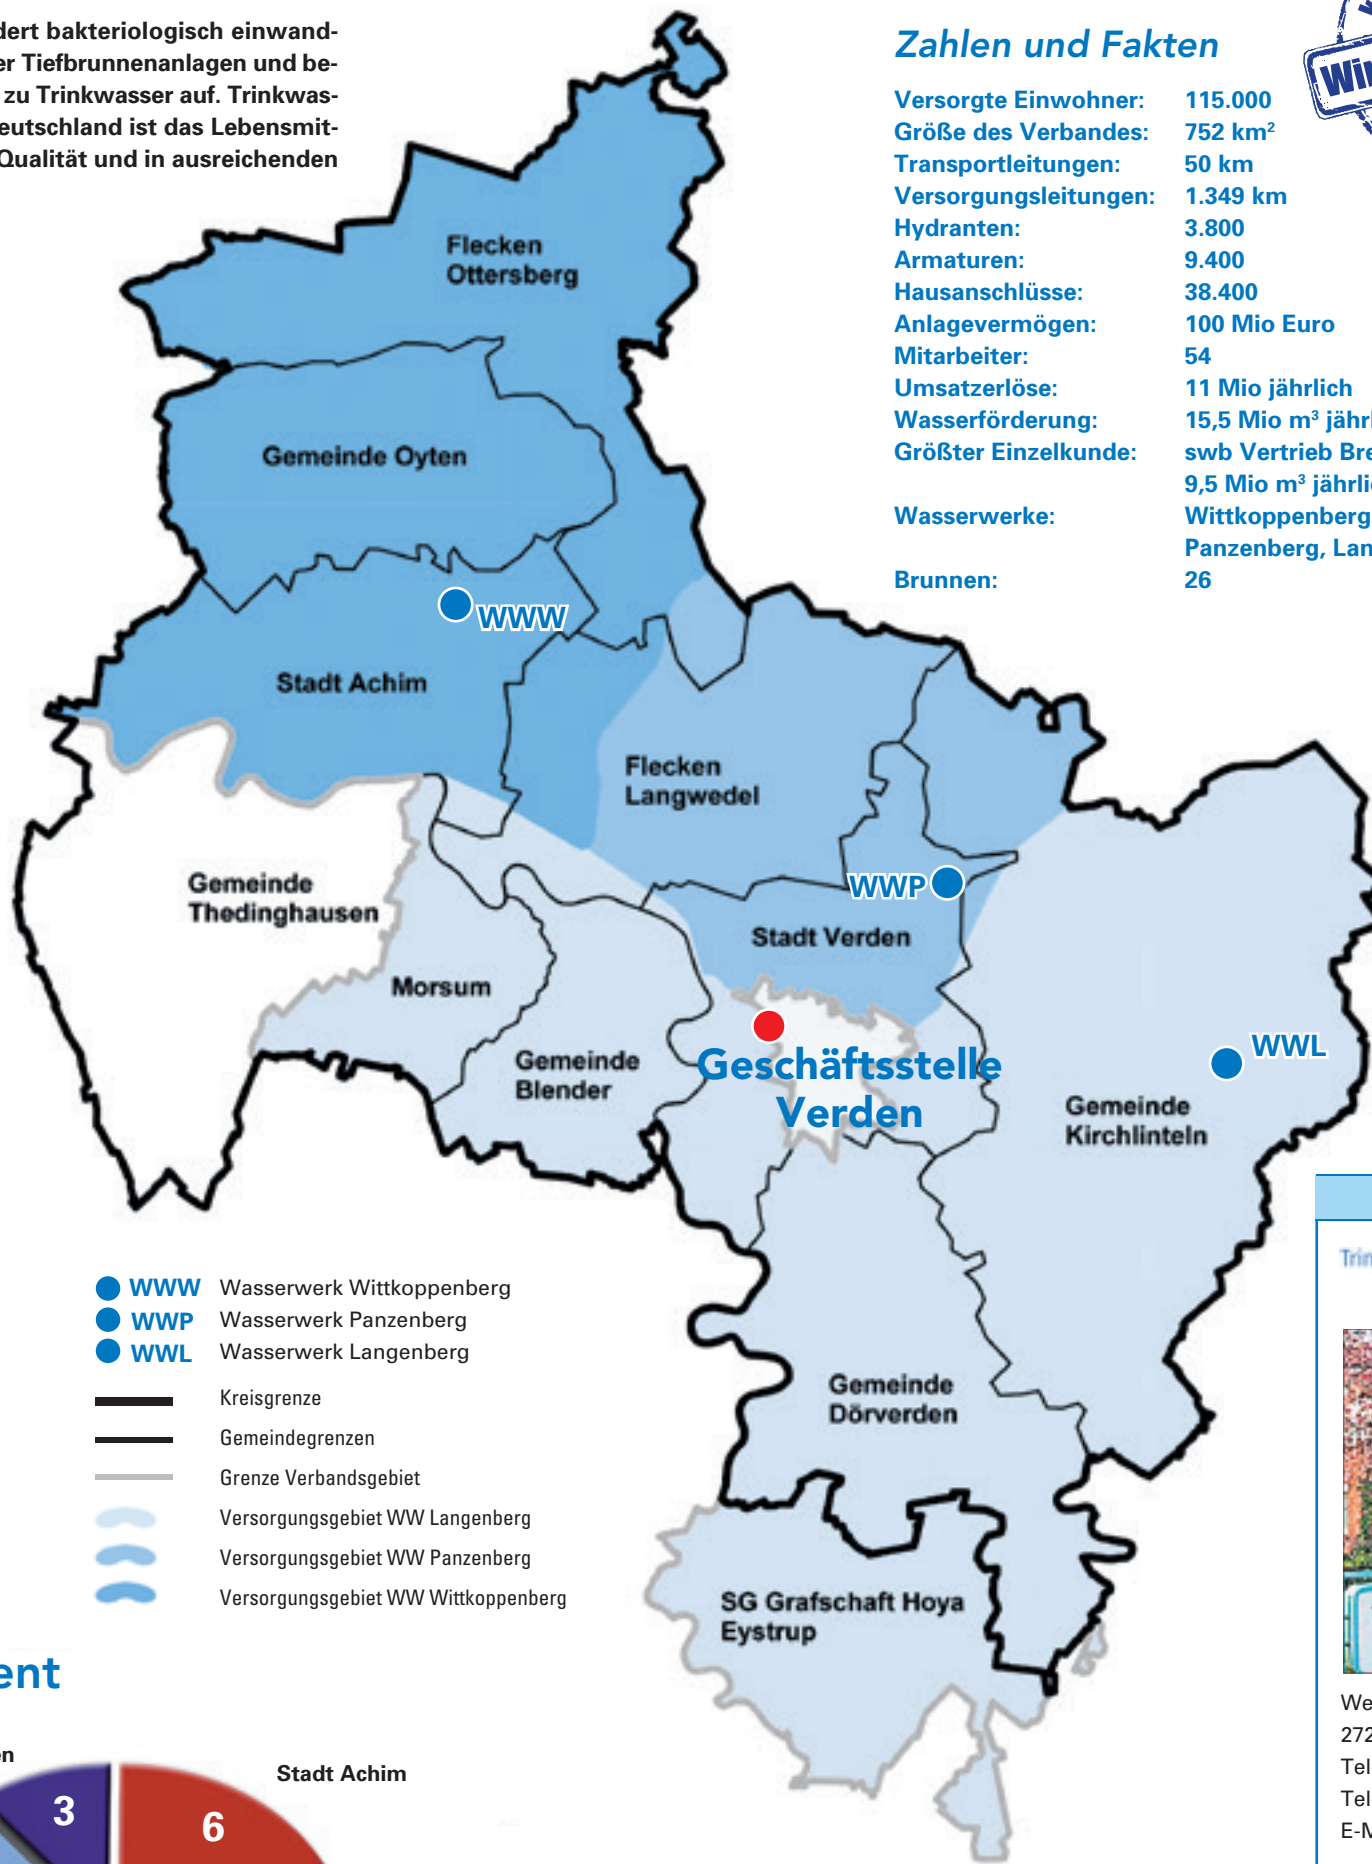 bakteriologisch einwand-
Tiefbrunnenanlagen und be-
zu Trinkwasser auf. Trinkwas-
ist das Lebensmit-
Qualität und in ausreichenden
Zahlen und Fakten
Versorgte Einwohner: 115.000
Größe des Verbandes: 752 km²
Transportleitungen: 50 km
Versorgungsleitungen: 1.349 km
Hydranten: 3.800
Armaturen: 9.400
Hausanschlüsse: 38.400
Anlagevermögen: 100 Mio Euro
Mitarbeiter: 54
Umsatzerlöse: 11 Mio jährlich
Wasserförderung: 15,5 Mio m³
Größter Einzelkunde: swb Vertrieb
9,5 Mio m³
Wasserwerke: Wittkoppenberg
Panzenberg,
Brunnen: 26
Flecken
Ottersberg
Gemeinde Oyten
WWW
Stadt Achim
Flecken
Langwedel
Gemeinde
Thedinghausen
WWP
Stadt Verden
Morsum
Gemeinde
Blender
Geschäftsstelle
Verden
WWL
Gemeinde
Kirchlinteln
Gemeinde
Dörverden
SG Grafschaft Hoya
Eystrup
WWW Wasserwerk Wittkoppenberg
WWP Wasserwerk Panzenberg
WWL Wasserwerk Langenberg
Kreisgrenze
Gemeindegrenzen
Grenze Verbandsgebiet
Versorgungsgebiet WW Langenberg
Versorgungsgebiet WW Panzenberg
Versorgungsgebiet WW Wittkoppenberg
Stadt Achim
3
6